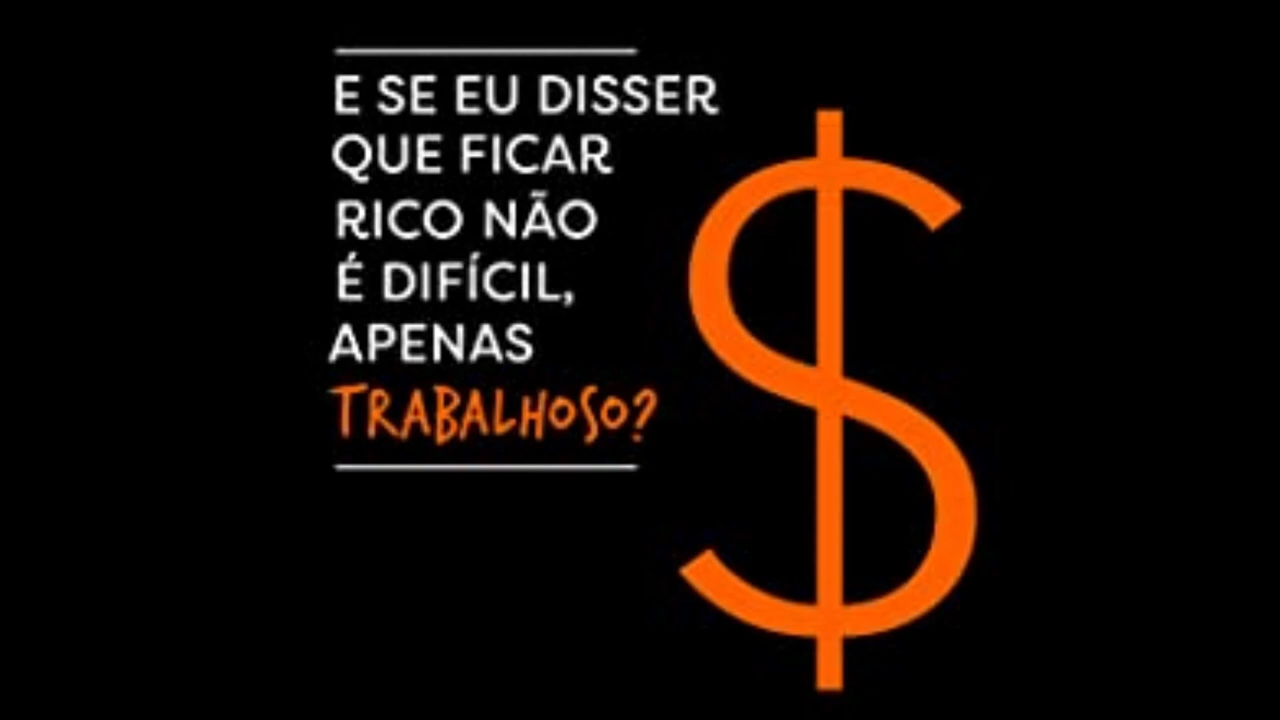 E SE EU DISSER
QUE FICAR
RICO NÃO
É DIFÍCIL,
APENAS
TRABALHOSO?
$